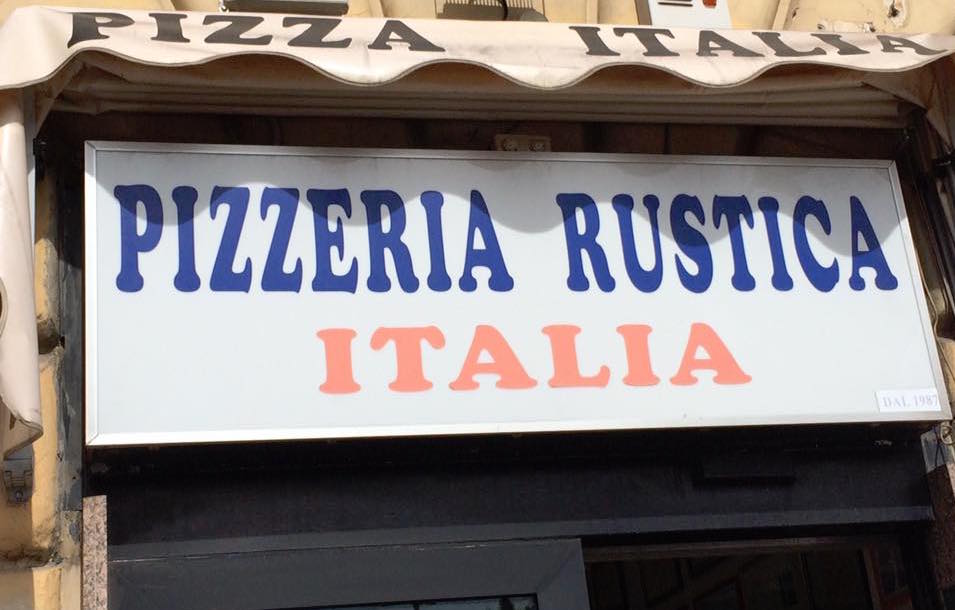 PIZZA ITALIA
PIZZERIA RUSTICA
ITALIA
DAL 1987